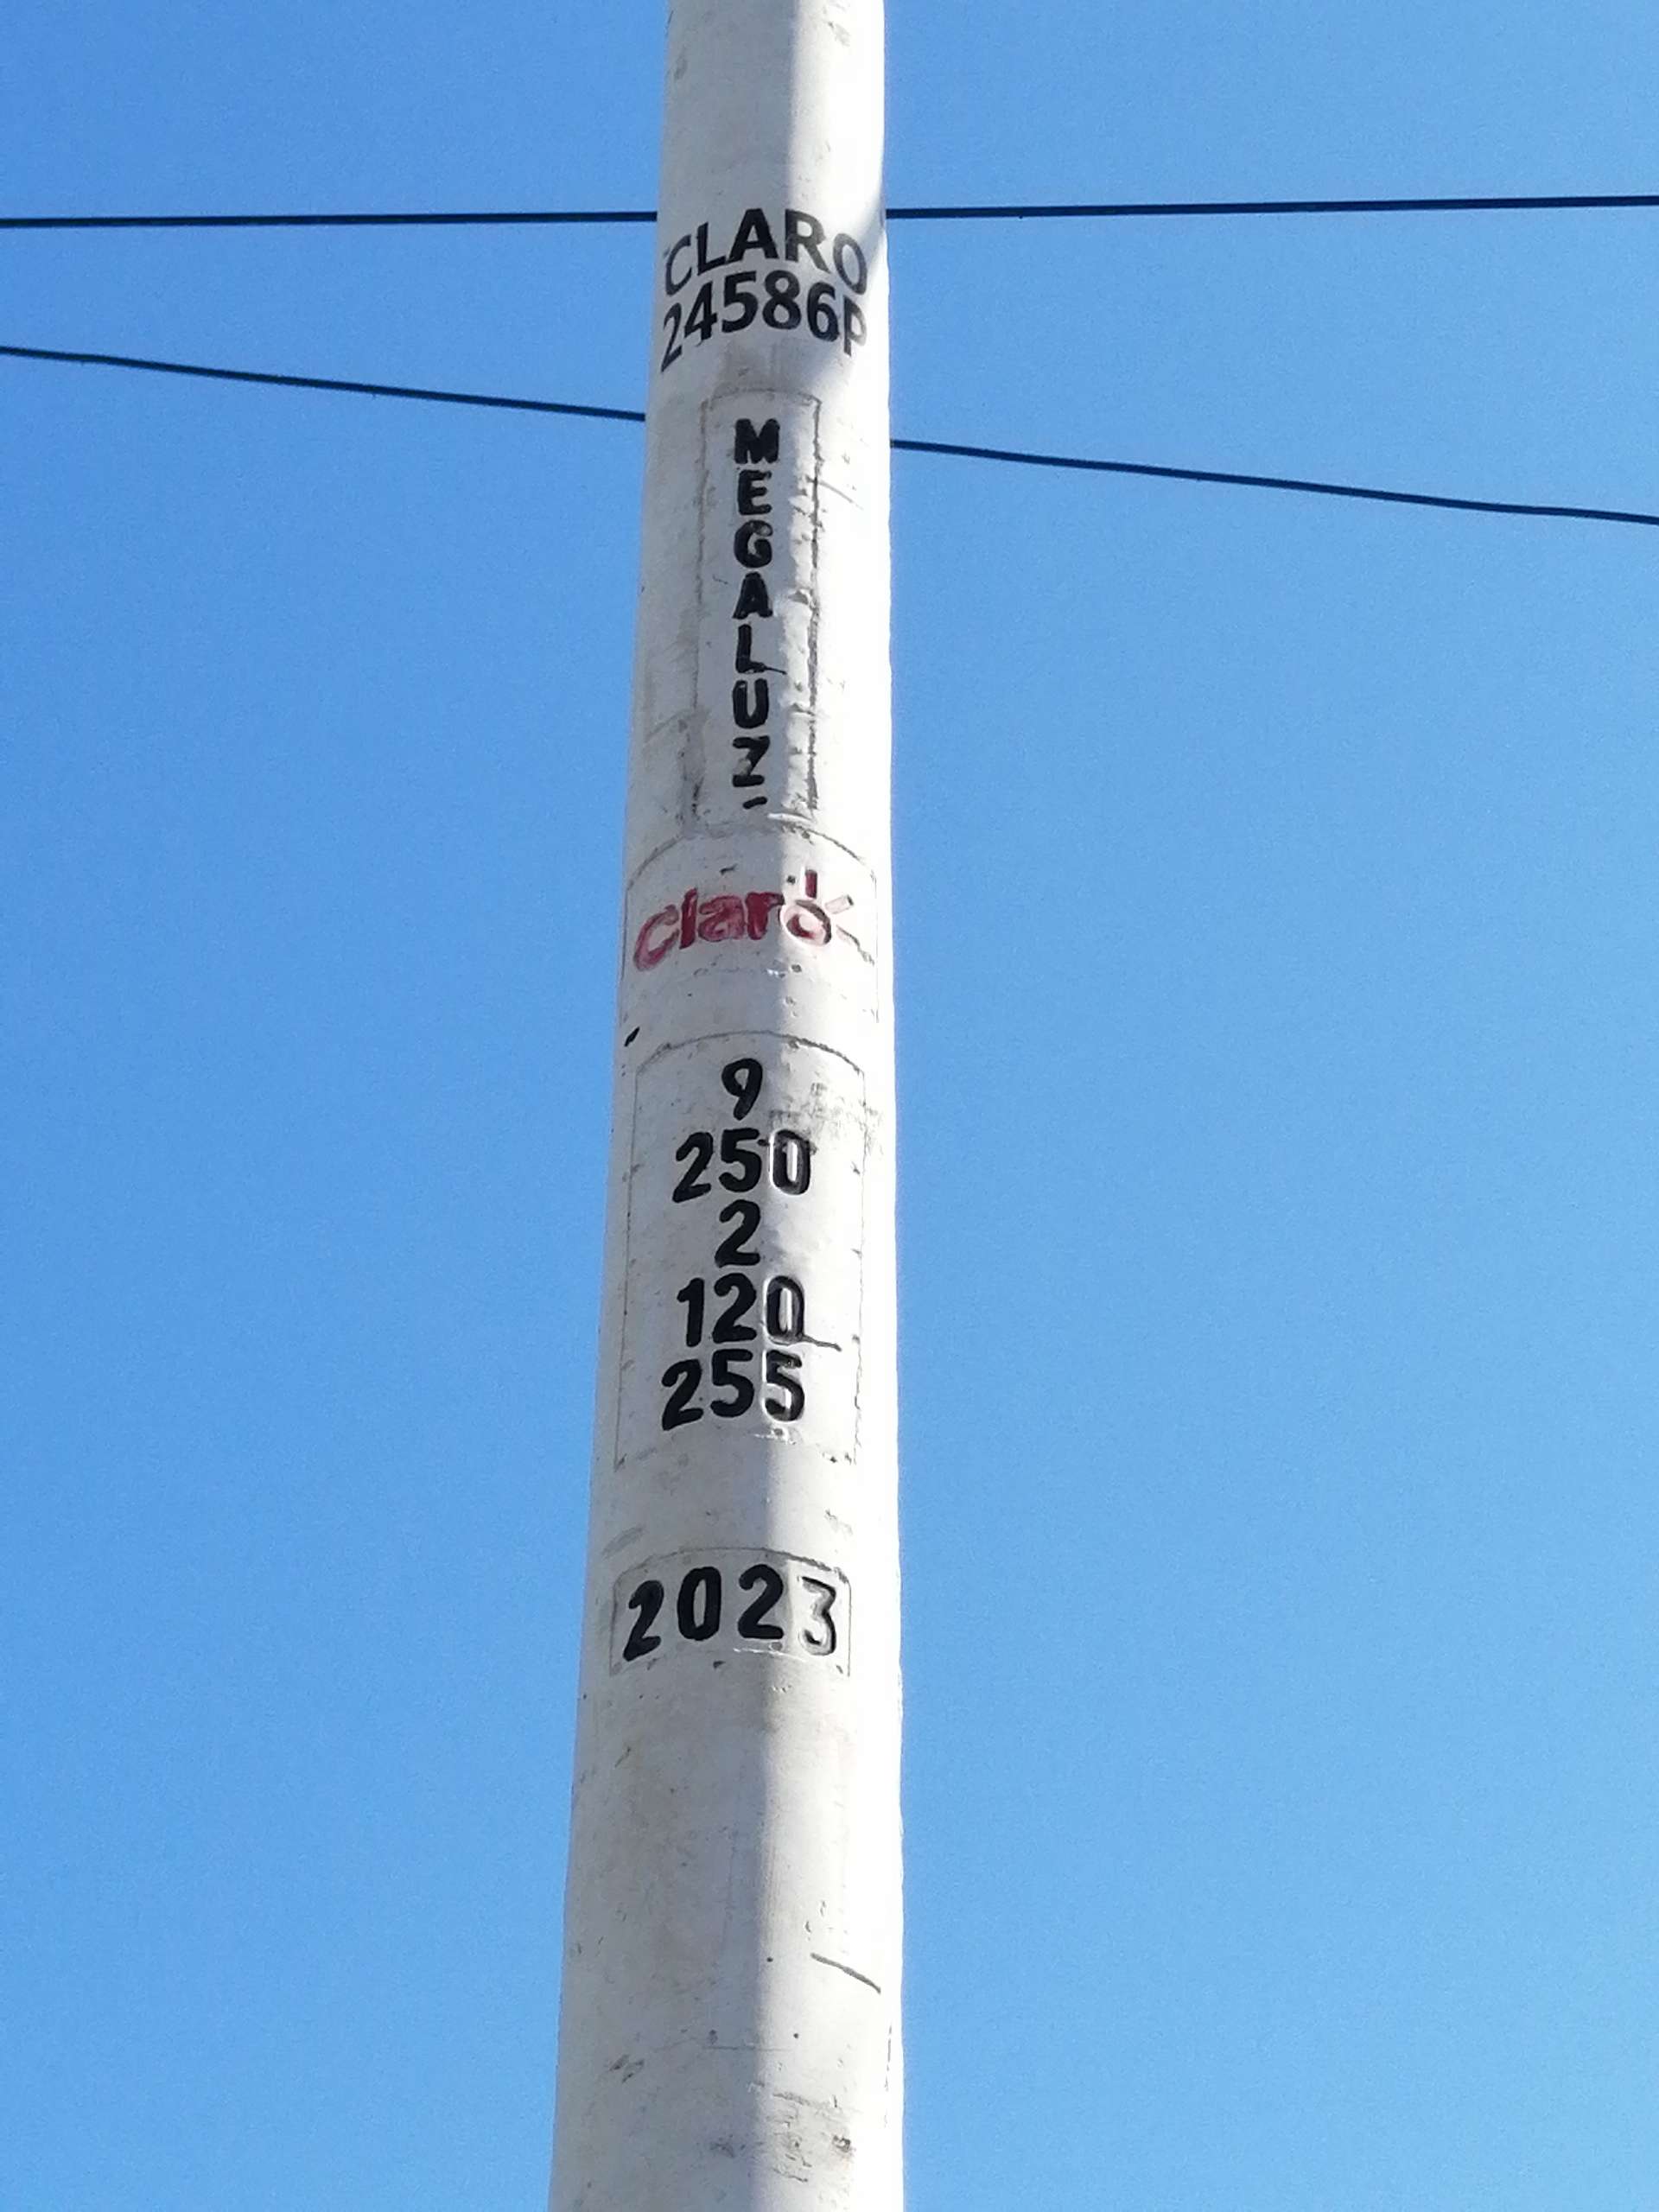 CLARO
24586P
MEGALUZ-
Claro
9
250
2
120
255
2023